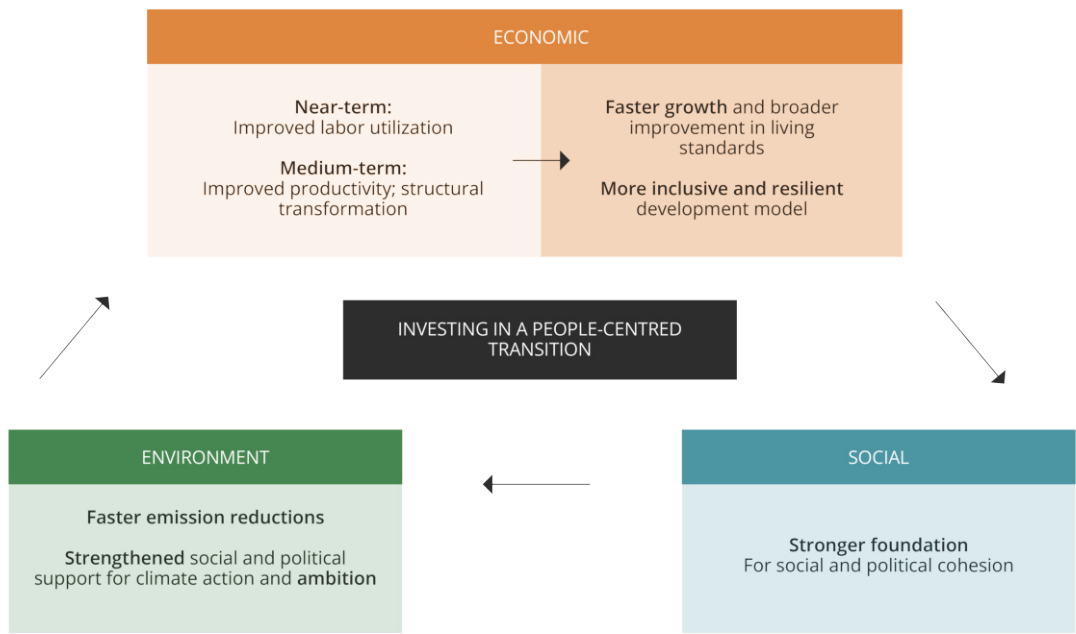 ECONOMIC
Near-term:
Improved labor utilization
Medium-term:
Improved productivity; structural
transformation
Faster growth and broader
improvement in living
standards
More inclusive and resilient
development model
INVESTING IN A PEOPLE-CENTRED
TRANSITION
ENVIRONMENT
Faster emission reductions
Strengthened social and political
support for climate action and ambition
SOCIAL
Stronger foundation
For social and political cohesion